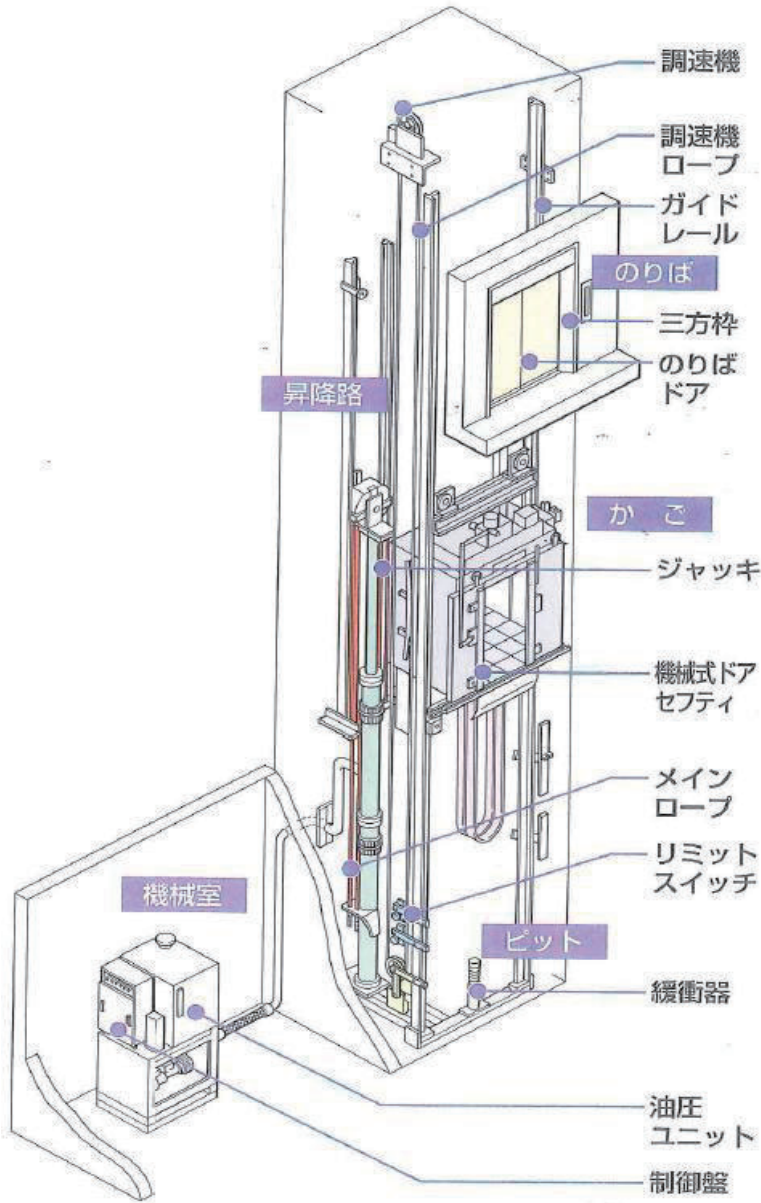 調速機
調速機
ロープ
ガイド
レール
のりば
三方枠
のりば
ドア
昇降路
かご
ジャッキ
機械式ドア
セフティ
メイン
ロープ
リミット
スイッチ
機械室
ピット
緩衝器
油圧
ユニット
制御盤